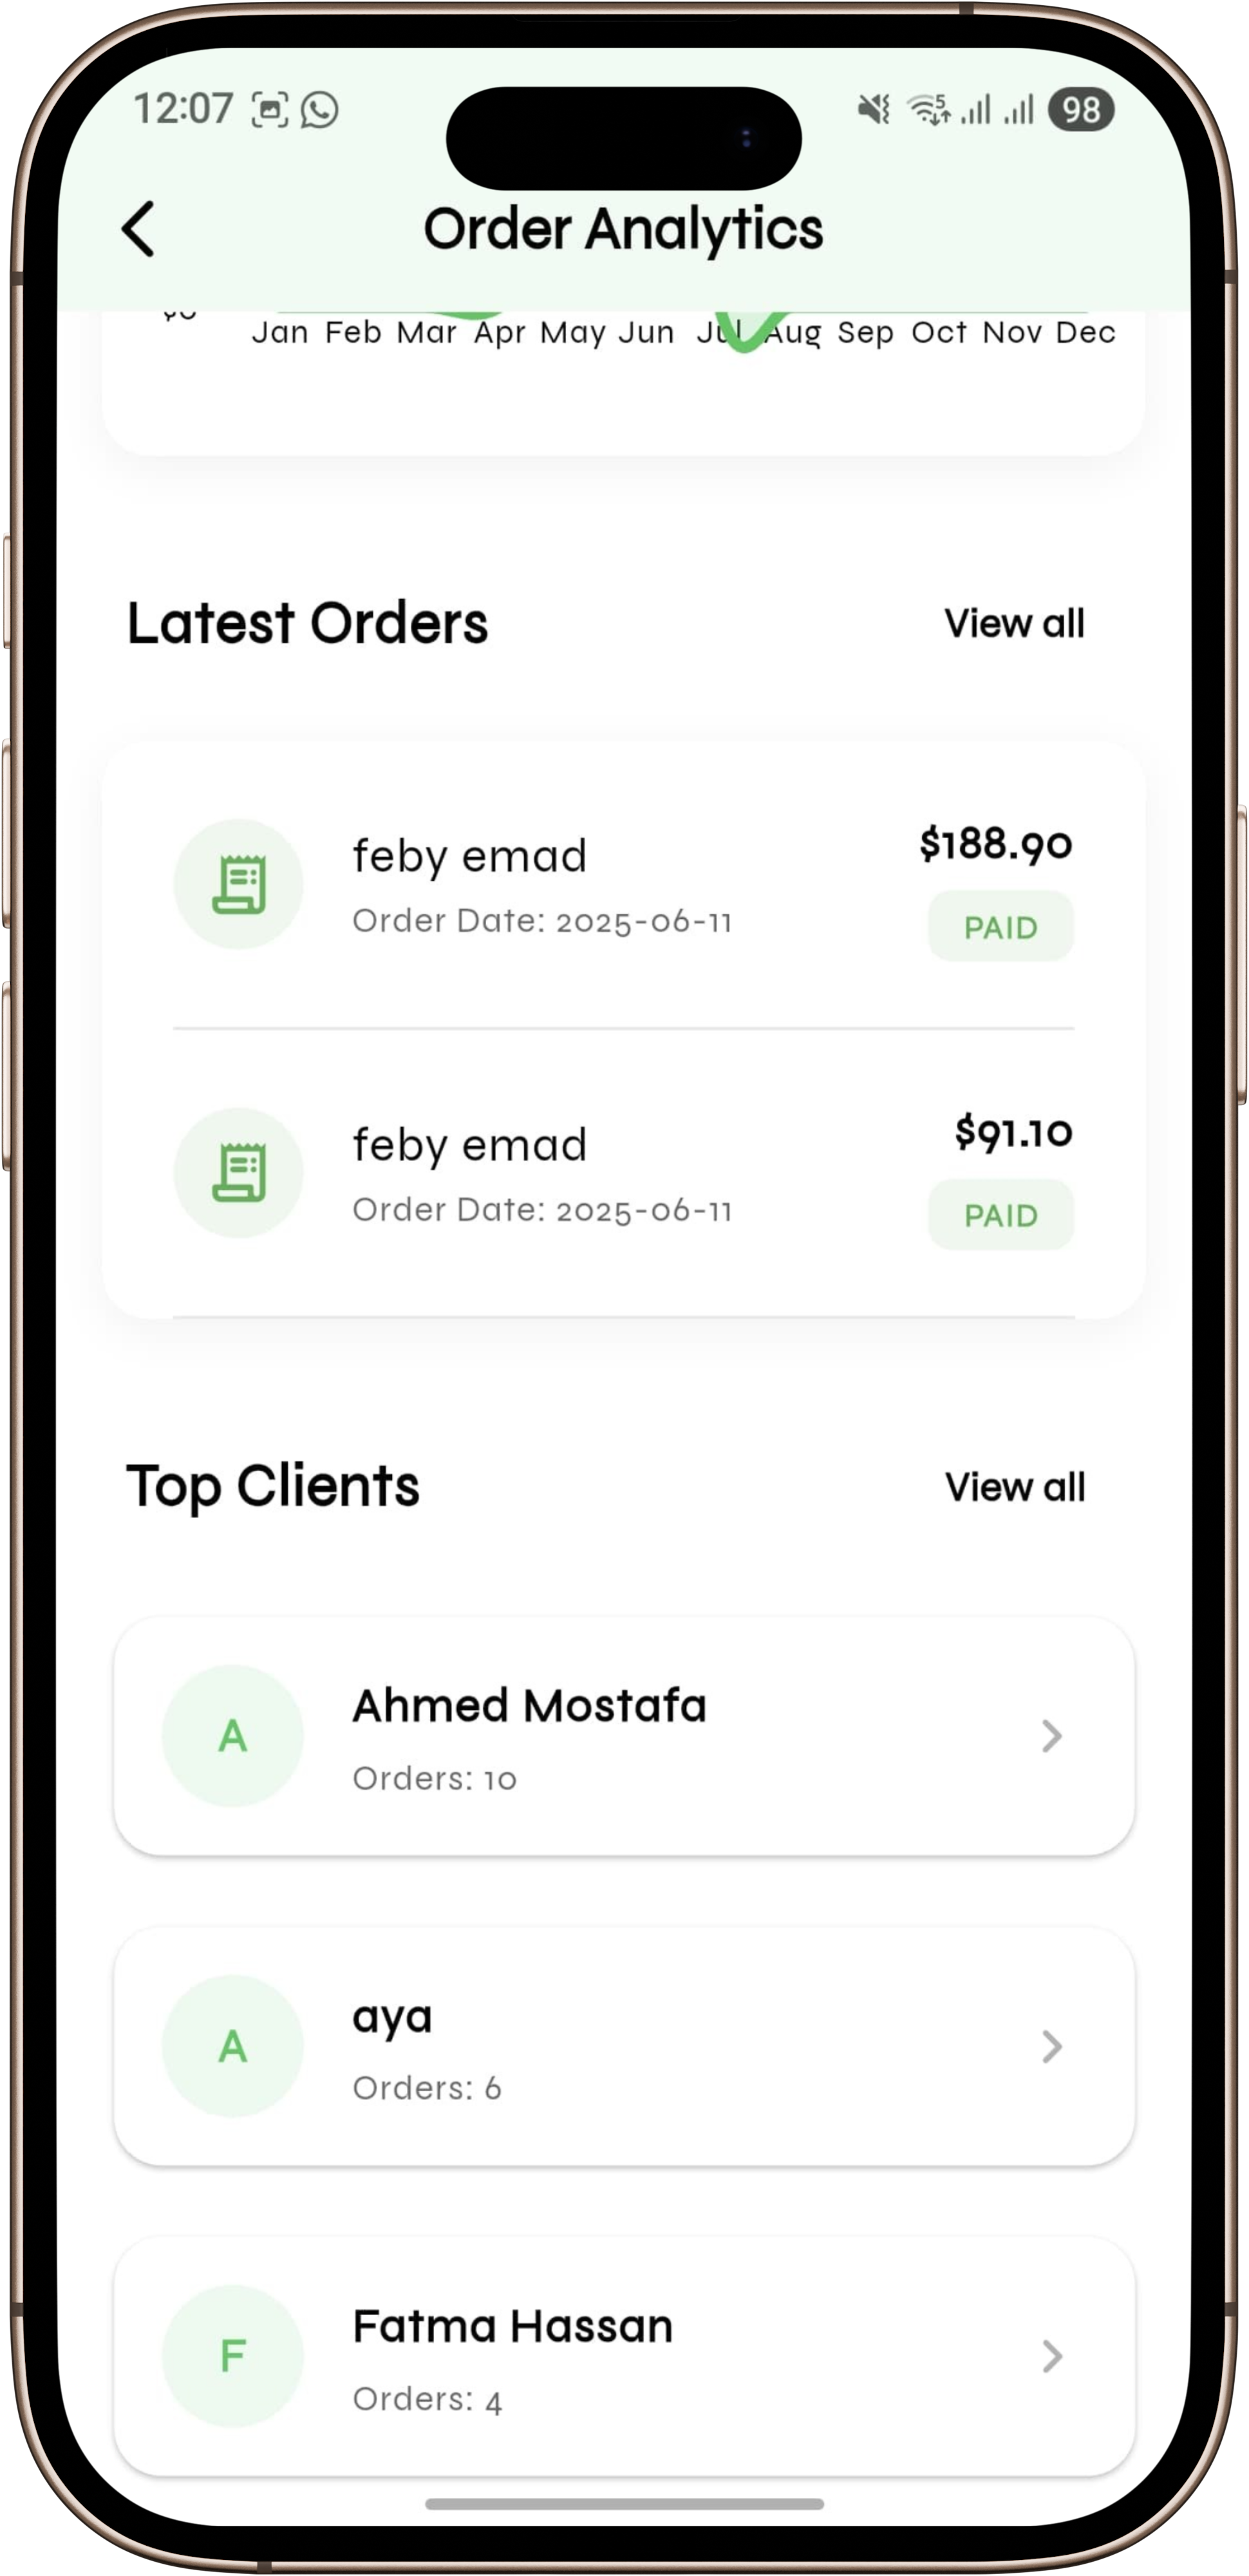 12:07
5
98
Order Analytics
$0
Jan Feb Mar Apr May Jun Jul Aug Sep Oct Nov Dec
Latest Orders
View all
feby emad
$188.90
Order Date: 2025-06-11
PAID
feby emad
$91.10
Order Date: 2025-06-11
PAID
Top Clients
View all
A
Ahmed Mostafa
Orders: 10
A
aya
Orders: 6
F
Fatma Hassan
Orders: 4